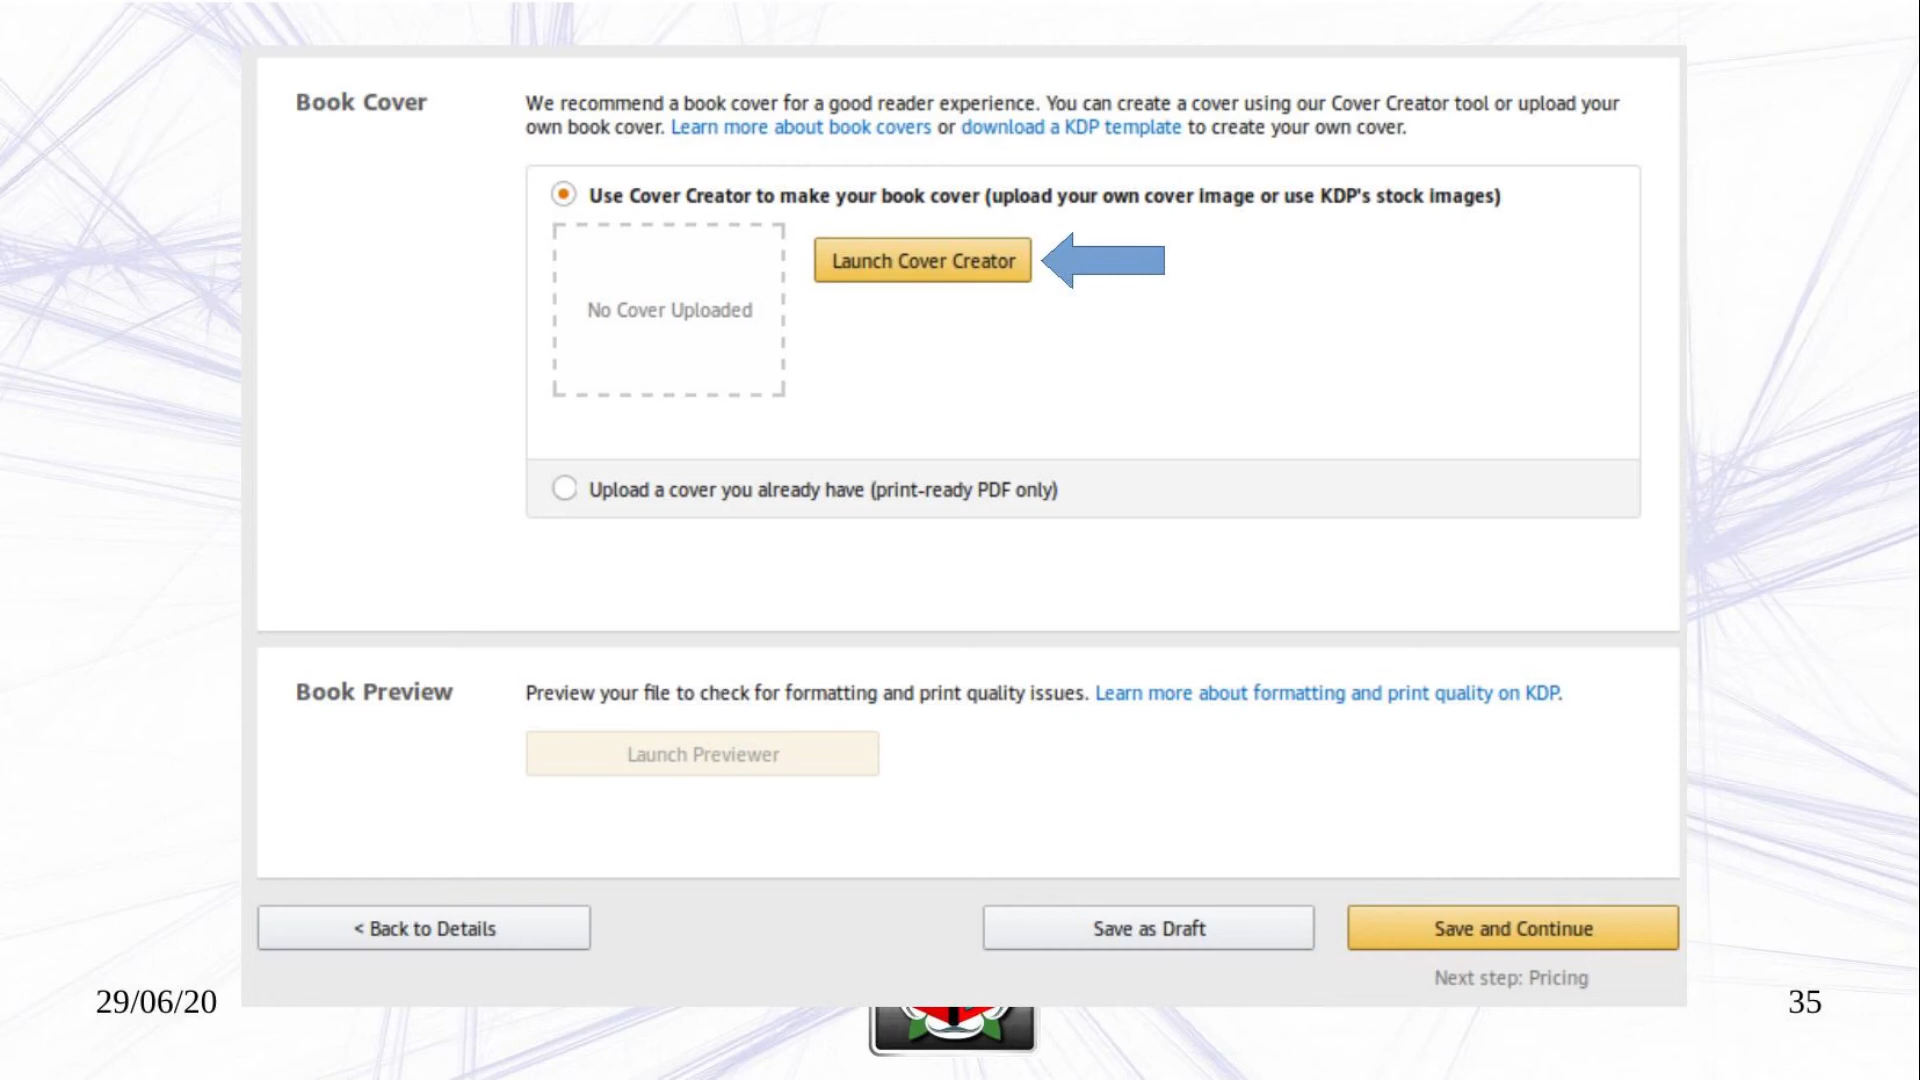 Book Cover
We recommend a book cover for a good reader experience. You can create a cover using our Cover Creator tool or upload your
own book cover. Learn more about book covers or download a KDP template to create your own cover.
Use Cover Creator to make your book cover (upload your own cover image or use KDP's stock images)
Launch Cover Creator
No Cover Uploaded
Upload a cover you already have (print-ready PDF only)
Book Preview
Preview your file to check for formatting and print quality issues. Learn more about formatting and print quality on KDP.
Launch Previewer
< Back to Details
Save as Draft
Save and Continue
Next step: Pricing
29/06/20
35